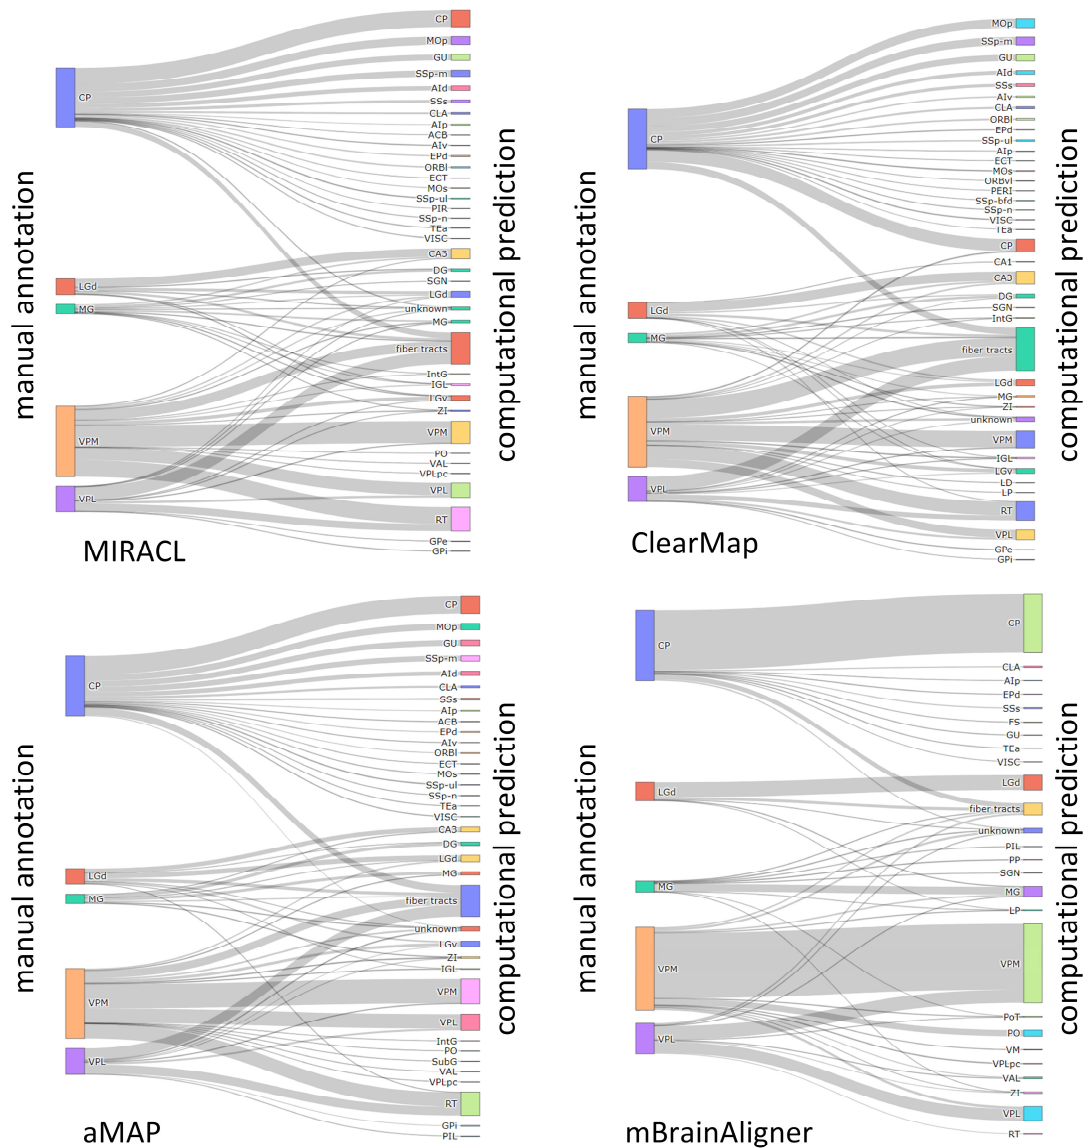 manual annotation
CP
LGd
MG
VPM
VPL
CP
MOp
GU
SSp-m
AId
SSs
CLA
AIp
ACB
AIv
EPd
ORBl
ECT
MOs
SSp-ul
PIR
SSp-n
TEa
VISC
CA3
DG
SGN
LGd
unknown
MG
fiber tracts
IntG
IGL
LGv
ZI
VPM
PO
VAL
VPLpc
VPL
RT
GPe
GPi
computational prediction
MIRACL
manual annotation
CP
LGd
MG
VPM
VPL
MOp
SSp-m
GU
AId
SSs
AIv
CLA
ORBl
EPd
SSp-ul
AIp
ECT
MOs
ORBvl
PERI
SSp-bfd
SSp-n
VISC
TEa
CP
CA1
CA3
DG
SGN
IntG
fiber tracts
LGd
MG
ZI
unknown
VPM
IGL
LGv
LD
LP
RT
VPL
GPe
GPi
computational prediction
ClearMap
manual annotation
CP
LGd
MG
VPM
VPL
CP
MOp
GU
SSp-m
AId
CLA
SSs
AIp
ACB
EPd
AIv
ORBl
ECT
MOs
SSp-ul
SSp-n
TEa
VISC
CA3
DG
LGd
MG
fiber tracts
unknown
LGv
ZI
IGL
VPM
VPL
IntG
PO
SubG
VAL
VPLpc
RT
GPi
PIL
computational prediction
aMAP
manual annotation
CP
LGd
MG
VPM
VPL
CP
CLA
AIp
EPd
SSs
FS
GU
TEa
VISC
LGd
fiber tracts
unknown
PIL
PP
SGN
MG
LP
VPM
PoT
PO
VM
VPLpc
VAL
ZI
VPL
RT
computational prediction
mBrainAligner